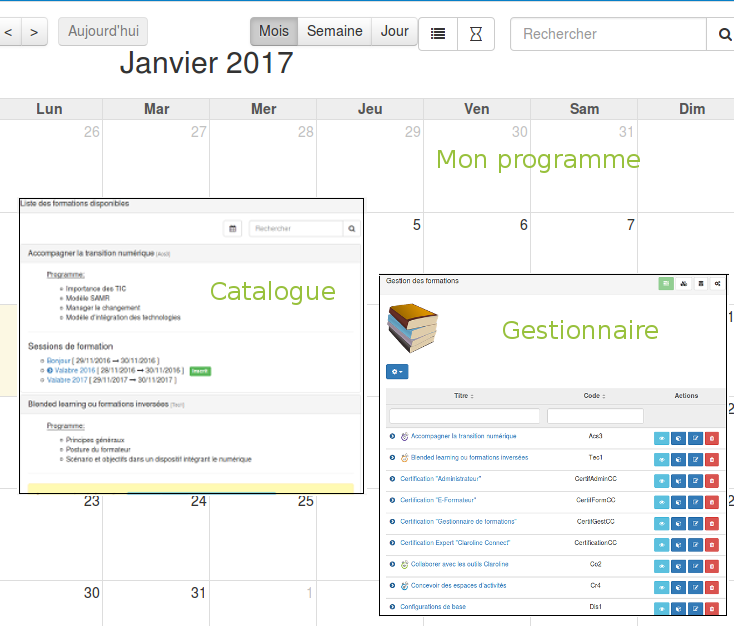 < > Aujourd'hui Mois Semaine Jour Rechercher
Janvier 2017
Lun Mar Mer Jeu Ven Sam Dim
26 27 28 29 30 31
Mon programme
5 6 7
Liste des formations disponibles
Rechercher
Accompagner la transition numérique (Acs3)
Programme:
Importance des TIC
Modèle SAMR
Manager le changement
Modèle d'intégration des technologies
Catalogue
Sessions de formation
Bonjour [ 29/11/2016 → 30/11/2016 ]
Valabre 2016 [ 28/11/2016 → 30/11/2016 ] Inscrit
Valabre 2017 [ 29/11/2017 → 30/11/2017 ]
Blended learning ou formations inversées (Tec1)
Programme:
Principes généraux
Posture du formateur
Scénario et objectifs dans un dispositif intégrant le numérique
Gestion des formations
Gestionnaire
Titre Code Actions
Accompagner la transition numérique Acs3
Blended learning ou formations inversées Tec1
Certification "Administrateur" CertifAdminCC
Certification "E-Formateur" CertifFormCC
Certification "Gestionnaire de formations" CertifGestCC
Certification Expert "Claroline Connect" CertificationCC
Collaborer avec les outils Claroline Co2
Concevoir des espaces d'activités Cr4
Configurations de base Dis1
23 24 25
30 31 1